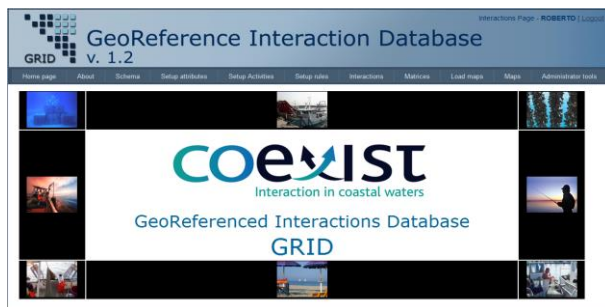 Interactions Page - ROBERTO | Logout
GeoReference Interaction Database
GRID
v. 1.2
Home page About Schema Setup attributes Setup Activities Setup rules Interactions Matrices Load maps Maps Administrator tools
COEXIST
Interaction in coastal waters
GeoReferenced Interactions Database
GRID